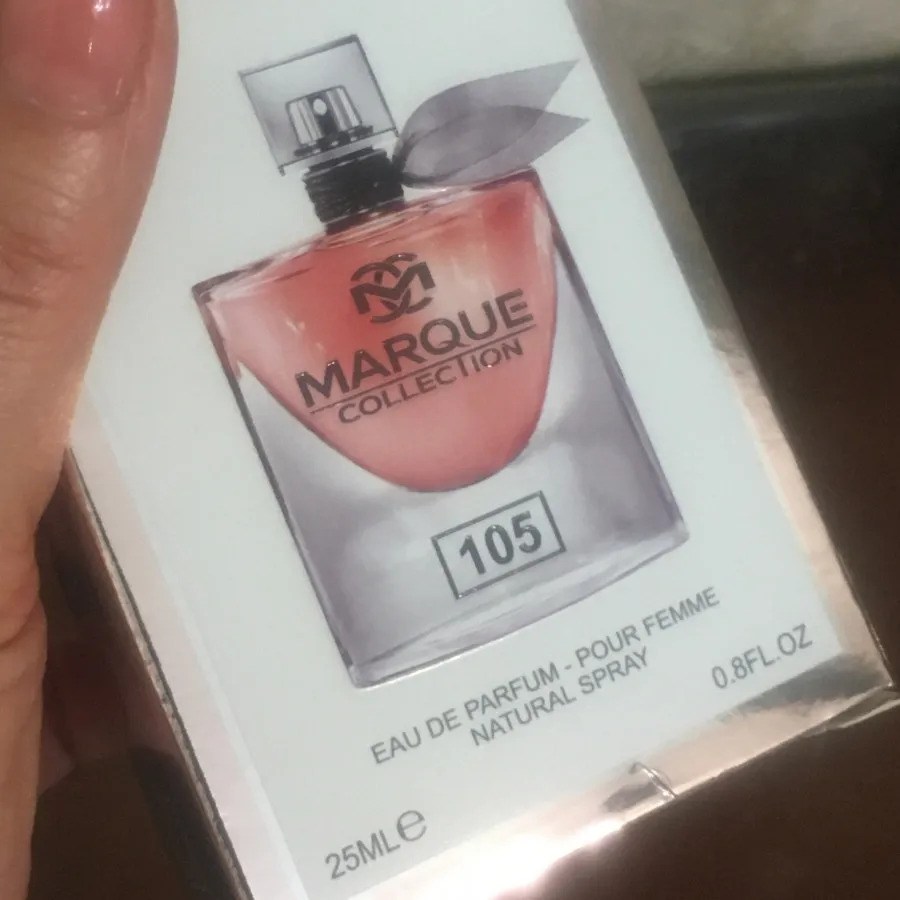 MARQUE
COLLECTION
105
EAU DE PARFUM - POUR FEMME
NATURAL SPRAY
0.8FL.OZ
25ML℮